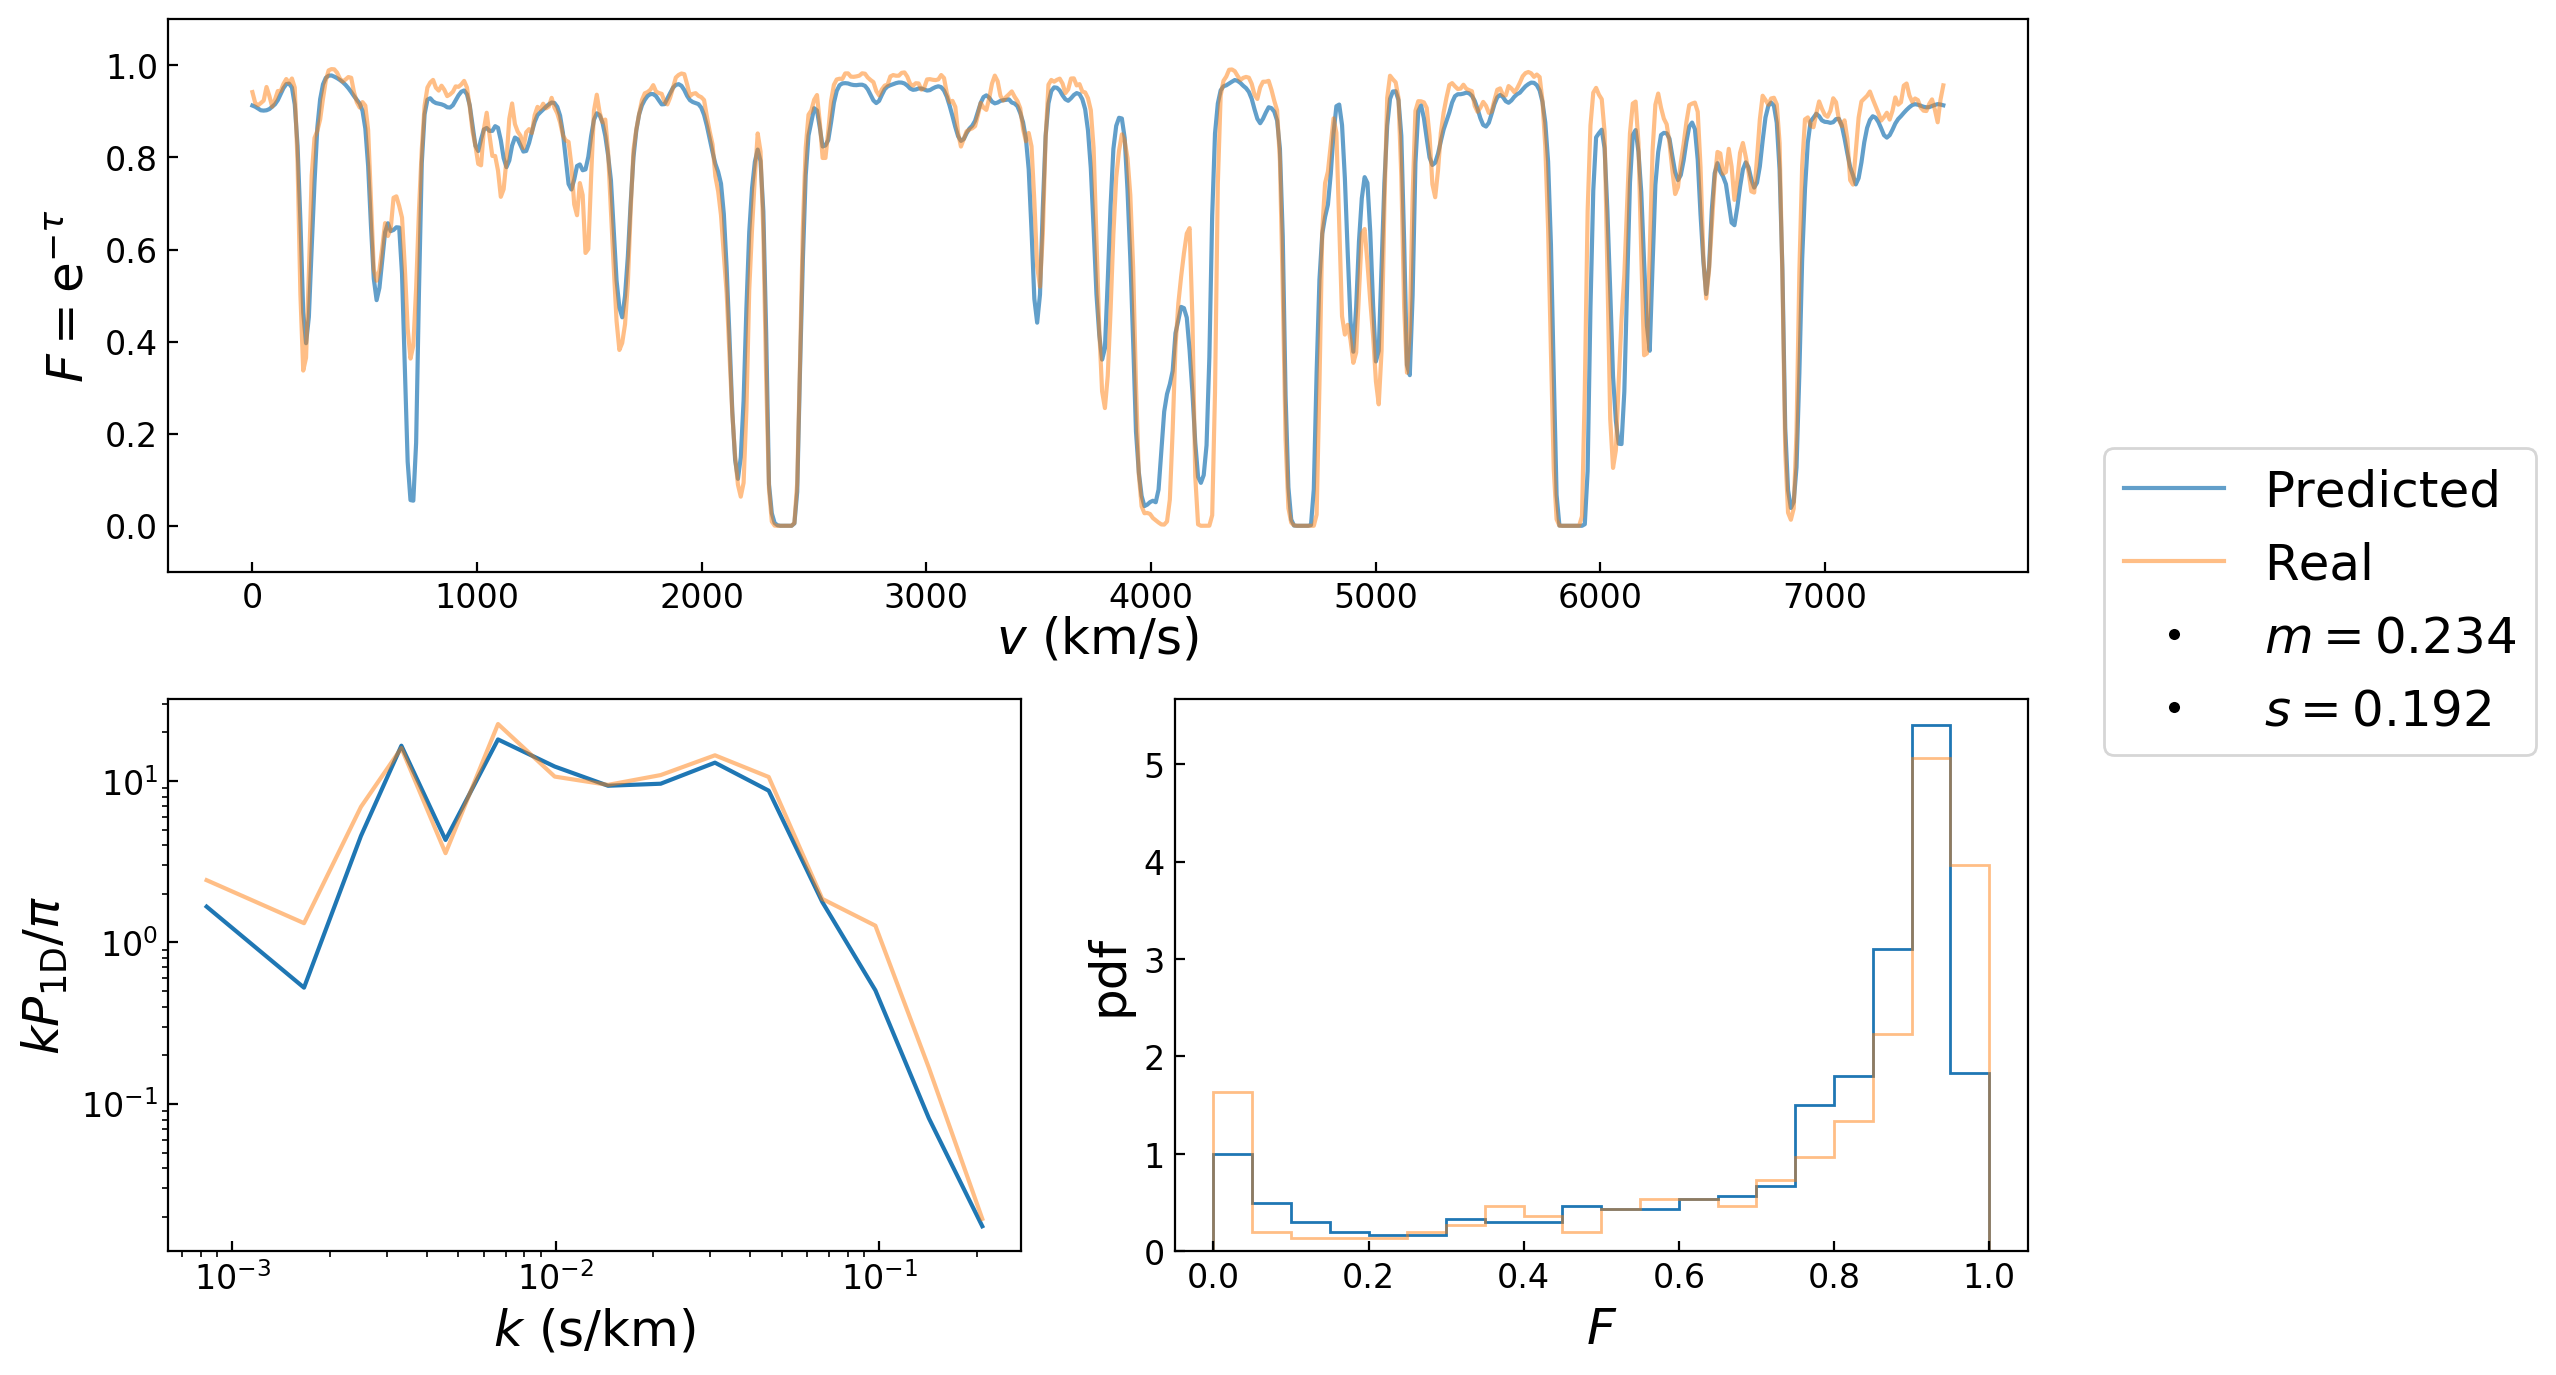 1.0
0.8
0.6
0.4
0.2
0.0
F = e^{-τ}
0 1000 2000 3000 4000 5000 6000 7000
v (km/s)
Predicted
Real
m = 0.234
s = 0.192
10^1
10^0
10^{-1}
kP_{1D}/π
10^{-3} 10^{-2} 10^{-1}
k (s/km)
5
4
3
2
1
0
pdf
0.0 0.2 0.4 0.6 0.8 1.0
F